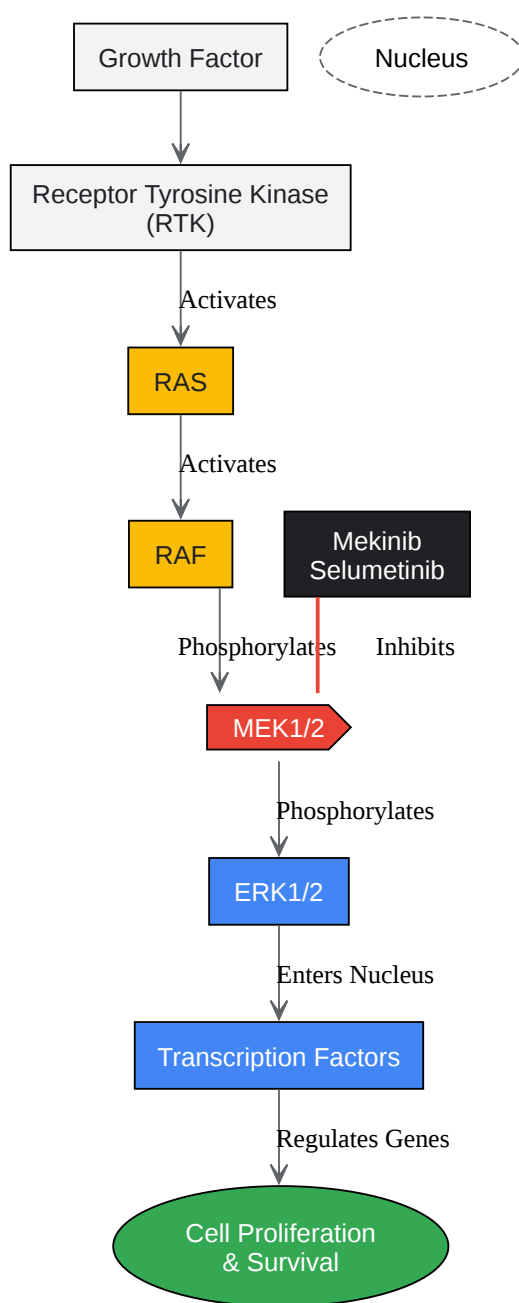 Growth Factor
Nucleus
Receptor Tyrosine Kinase
(RTK)
Activates
RAS
Activates
RAF
Mekinib
Selumetinib
Phosphorylates
Inhibits
MEK1/2
Phosphorylates
ERK1/2
Enters Nucleus
Transcription Factors
Regulates Genes
Cell Proliferation
& Survival